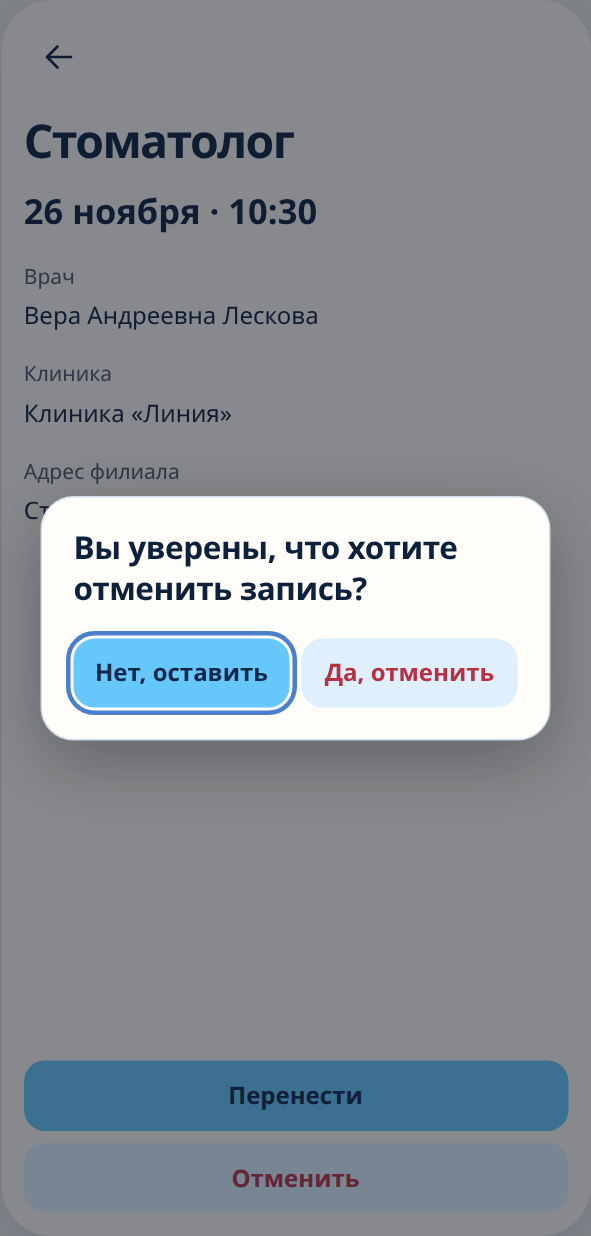 Стоматолог
26 ноября · 10:30
Врач
Вера Андреевна Лескова
Клиника
Клиника «Линия»
Адрес филиала
Вы уверены, что хотите
отменить запись?
Нет, оставить
Да, отменить
Перенести
Отменить